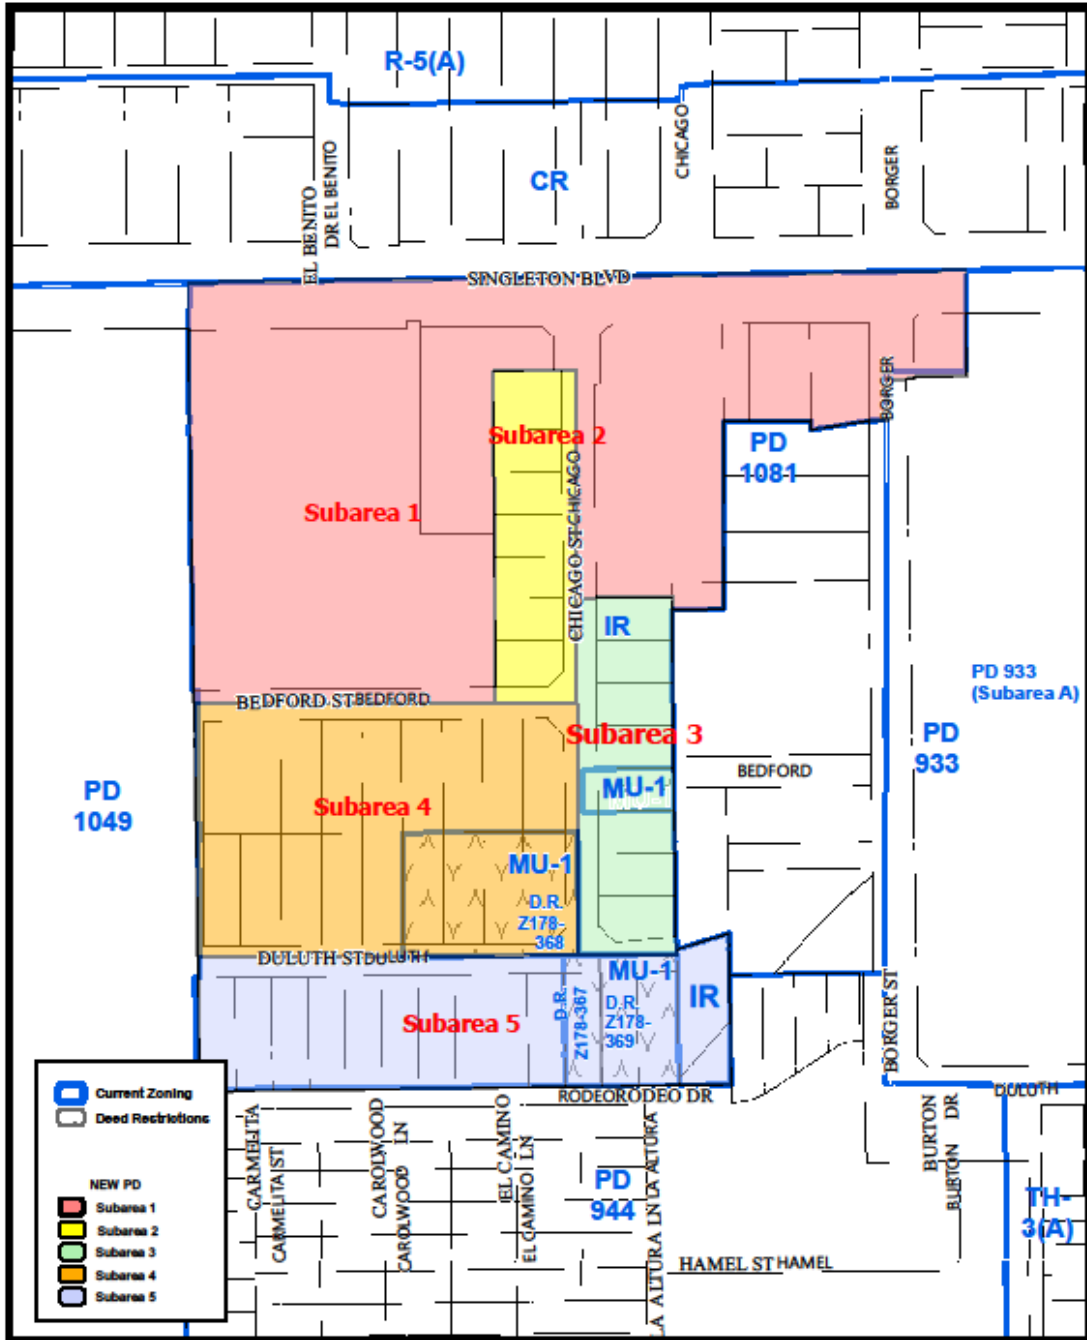 R-5(A)
CR
EL BENITO
DR EL BENITO
CHICAGO
BORGER
SINGLETON BLVD
BORGER
Subarea 2
PD
1081
Subarea 1
CHICAGO ST CHICAGO
IR
PD 933
(Subarea A)
BEDFORD ST BEDFORD
Subarea 3
PD
933
BEDFORD
PD
1049
MU-1
Subarea 4
MU-1
D.R.
Z178-
368
DULUTH ST DULUTH
MU-1
D.R.
Z178-367
D.R.
Z178-
369
IR
Subarea 5
BORGER ST
RODEO RODEO DR
DULUTH
CARMELITA
CARMELITA ST
CAROLWOOD
LN
CAROLWOOD
EL CAMINO
LN
EL CAMINO
PD
944
LA ALTURA LN LA ALTURA
BURTON
DR
BURTON
TH-
3(A)
HAMEL ST HAMEL
Current Zoning
Deed Restrictions
NEW PD
Subarea 1
Subarea 2
Subarea 3
Subarea 4
Subarea 5